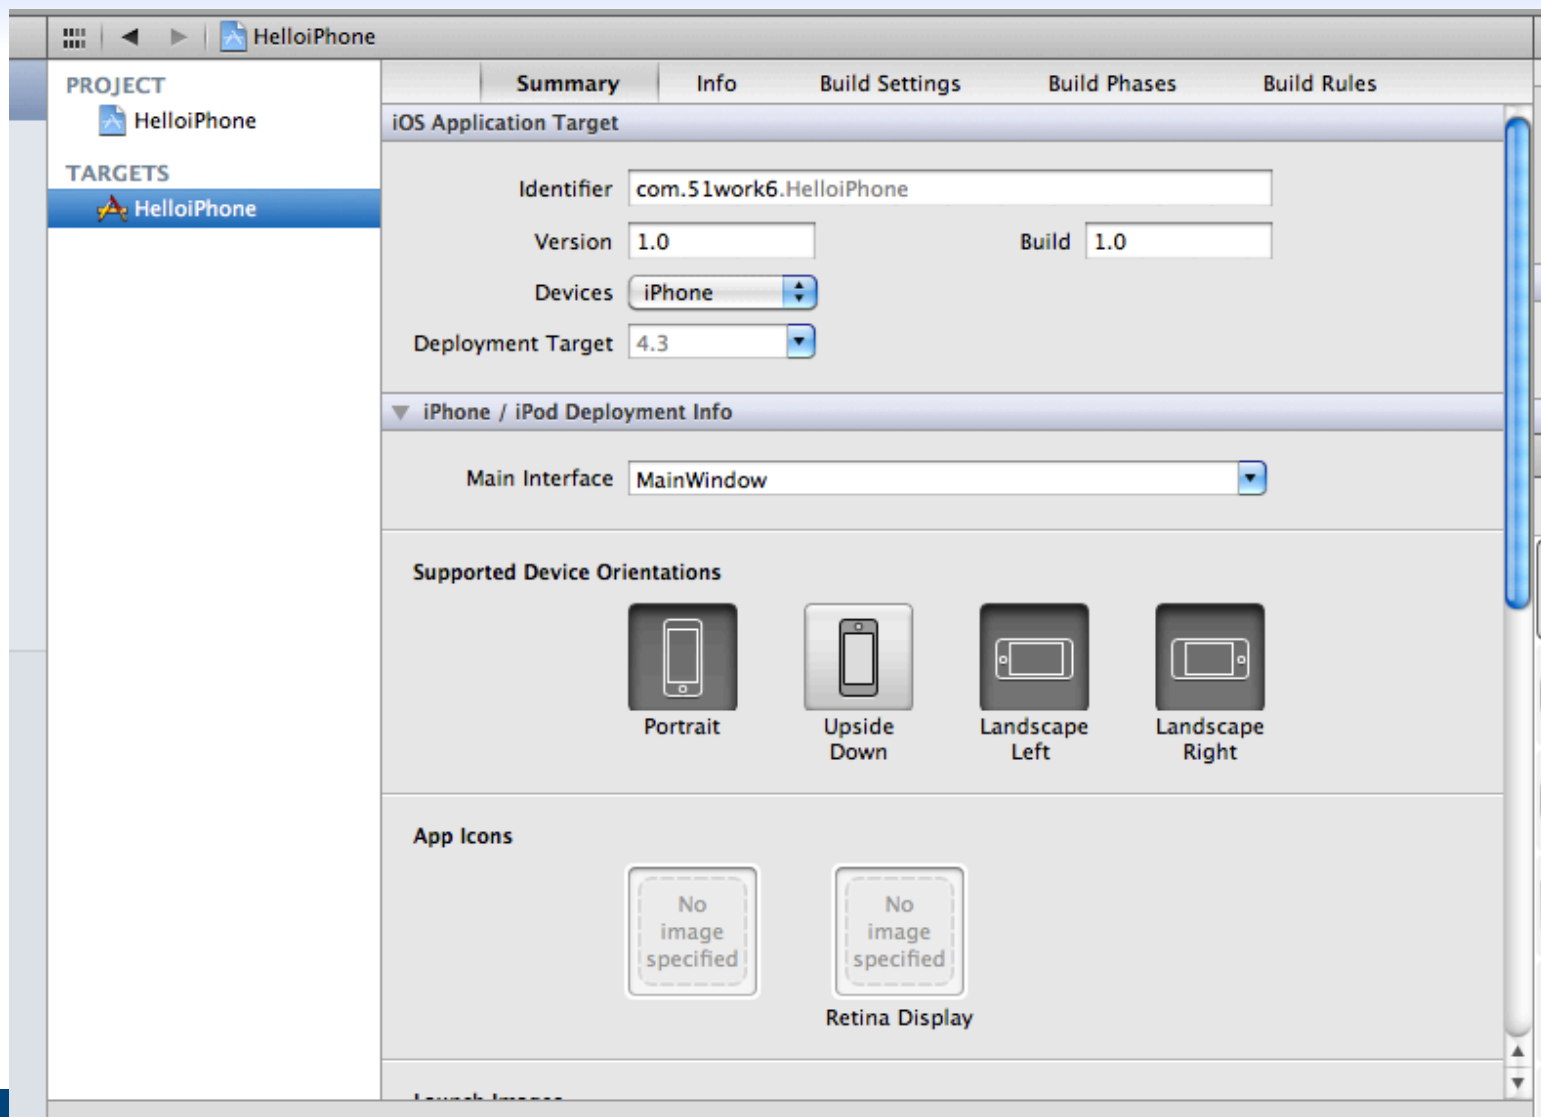 HelloiPhone
PROJECT
HelloiPhone
TARGETS
HelloiPhone
Summary Info Build Settings Build Phases Build Rules
iOS Application Target
Identifier com.51work6.HelloiPhone
Version 1.0 Build 1.0
Devices iPhone
Deployment Target 4.3
iPhone / iPod Deployment Info
Main Interface MainWindow
Supported Device Orientations
Portrait
Upside Down
Landscape Left
Landscape Right
App Icons
No image specified
No image specified
Retina Display
Launch Images